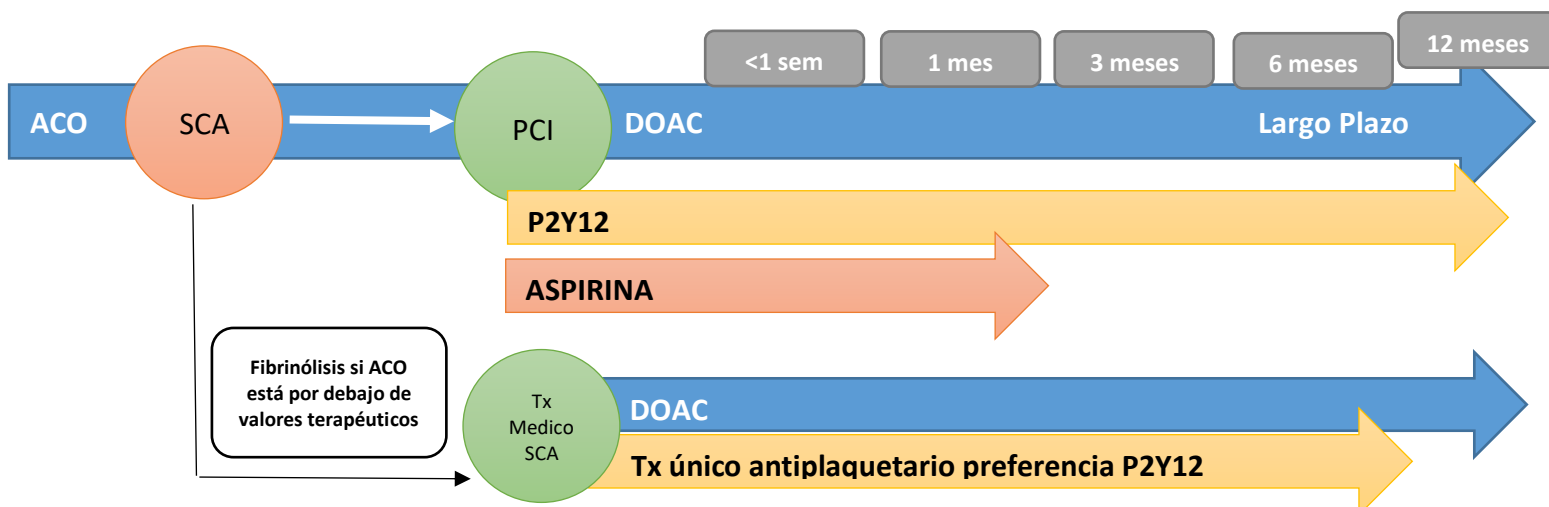 <1 sem
1 mes
3 meses
6 meses
12 meses
ACO
SCA
PCI
DOAC
Largo Plazo
P2Y12
ASPIRINA
Fibrinólisis si ACO
está por debajo de
valores terapéuticos
Tx
Medico
SCA
DOAC
Tx único antiplaquetario preferencia P2Y12